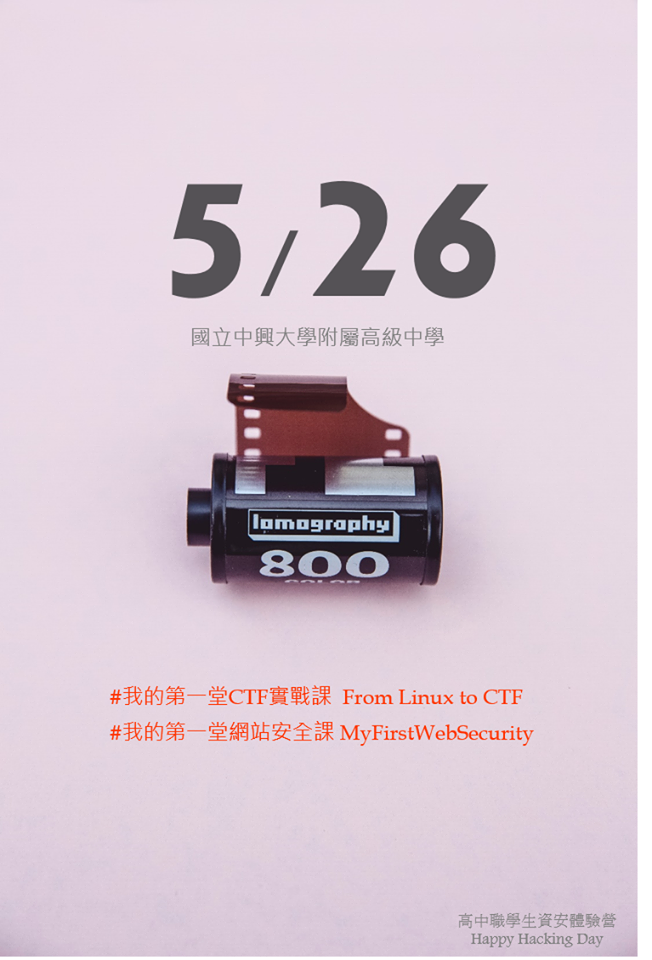 5/26
國立中興大學附屬高級中學
lomography
800
COLOR
#我的第一堂CTF實戰課 From Linux to CTF
#我的第一堂網站安全課 MyFirstWebSecurity
高中職學生資安體驗營
Happy Hacking Day